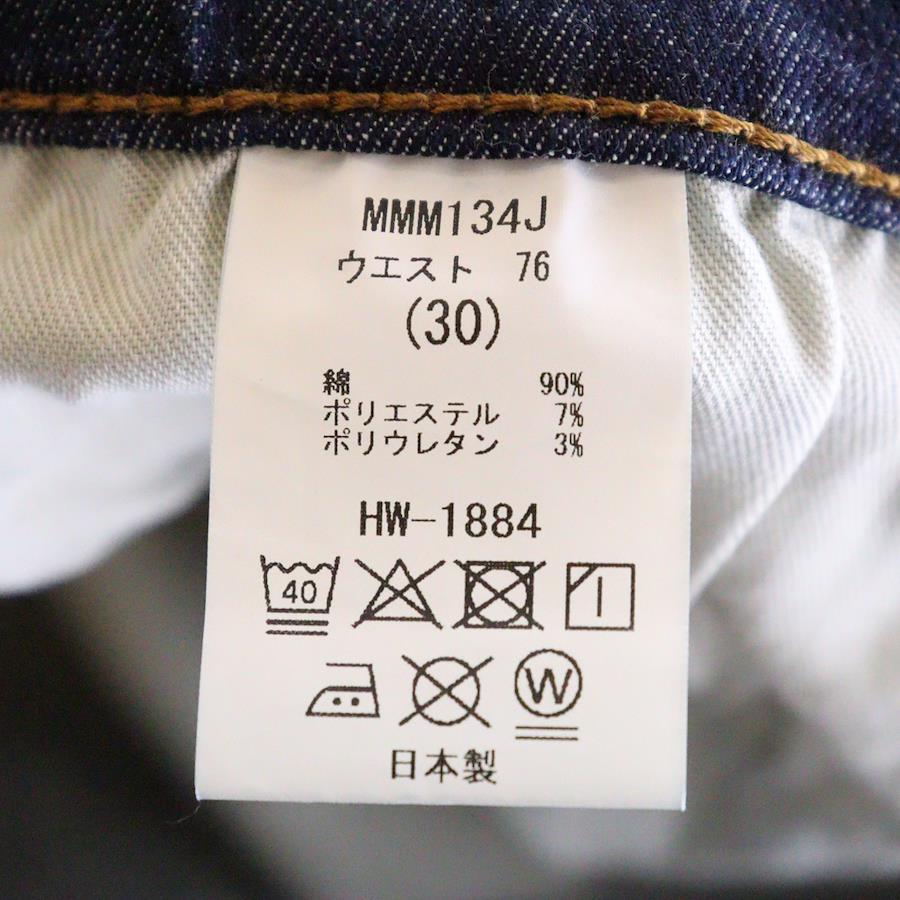 MMM134J
ウエスト 76
(30)
綿 90%
ポリエステル 7%
ポリウレタン 3%
HW-1884
40
W
日本製